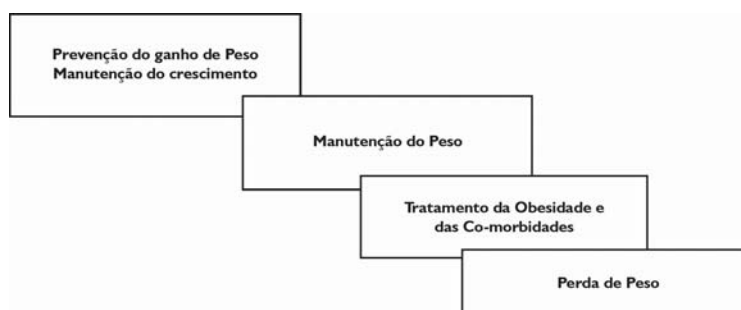 Prevenção do ganho de Peso
Manutenção do crescimento
Manutenção do Peso
Tratamento da Obesidade e
das Co-morbidades
Perda de Peso